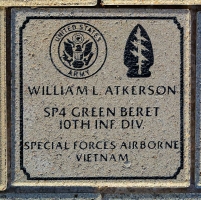 UNITED STATES
ARMY
WILLIAM L. ATKERSON
SP4 GREEN BERET
10TH INF. DIV.
SPECIAL FORCES AIRBORNE
VIETNAM